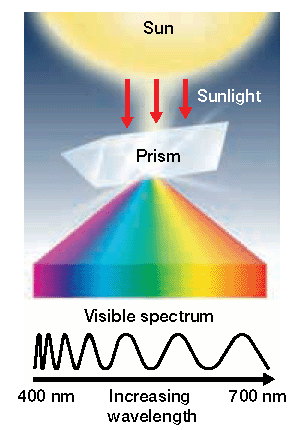 Sun
Sunlight
Prism
Visible spectrum
400 nm Increasing 700 nm
wavelength